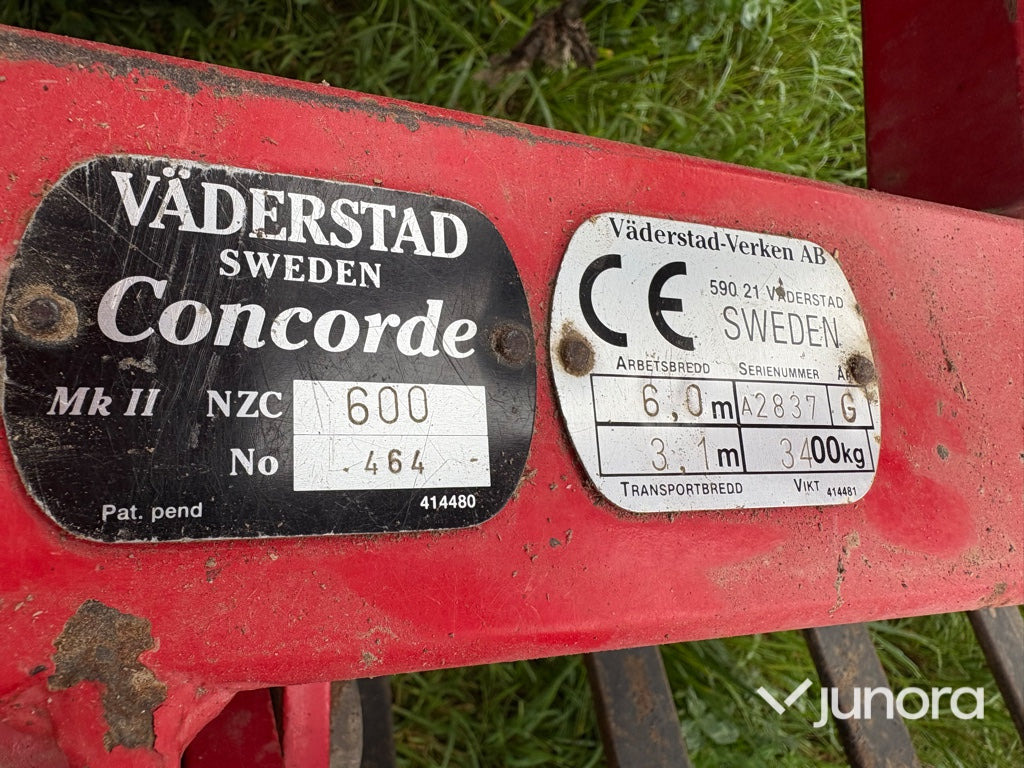 VÄDERSTAD
SWEDEN
Concorde
Mk II NZC 600
No 464
Pat. pend 414480
Väderstad-Verken AB
CE 590 21 VÄDERSTAD
SWEDEN
ARBETSBREDD SERIENUMMER
6,0 m A2837 G
3,1 m 3400kg
TRANSPORTBREDD VIKT 414481
junora